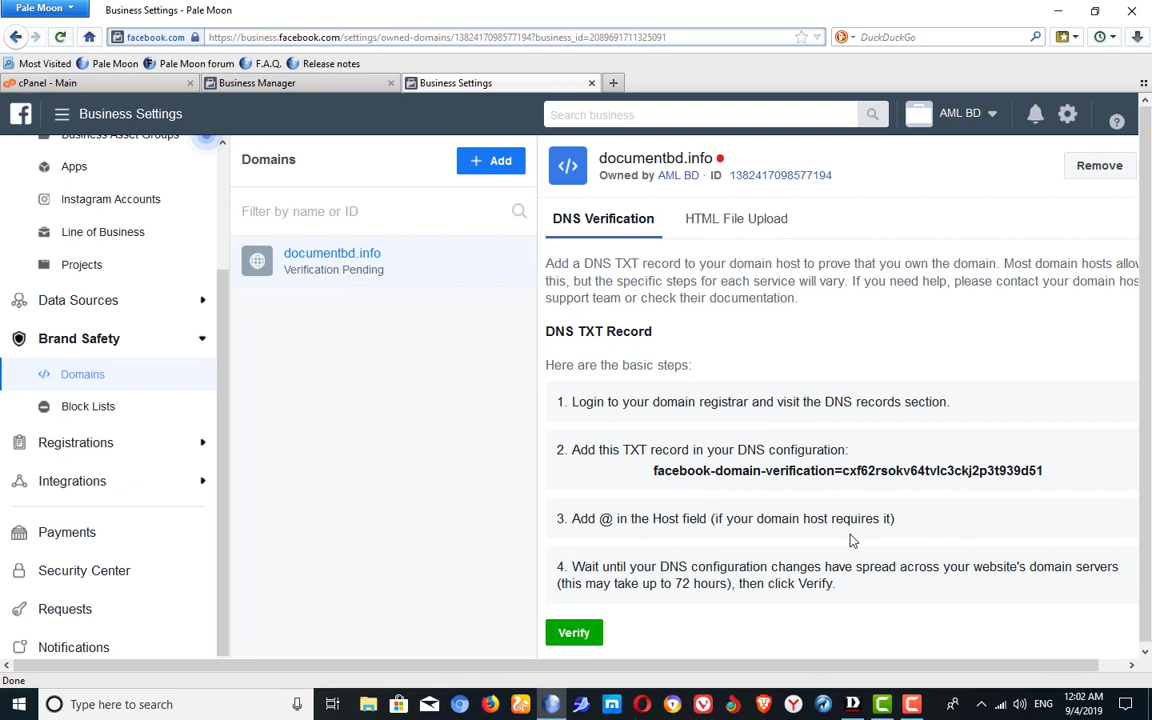 Pale Moon
Business Settings - Pale Moon
facebook.com
https://business.facebook.com/settings/owned-domains/1382417098577194?business_id=2089691711325091
DuckDuckGo
Most Visited
Pale Moon
Pale Moon forum
F.A.Q.
Release notes
cPanel - Main
Business Manager
Business Settings
Business Settings
Search business
AML BD
Business Asset Groups
Apps
Instagram Accounts
Line of Business
Projects
Data Sources
Brand Safety
Domains
Block Lists
Registrations
Integrations
Payments
Security Center
Requests
Notifications
Domains
+ Add
Filter by name or ID
documentbd.info
Verification Pending
documentbd.info
Owned by AML BD · ID 1382417098577194
Remove
DNS Verification
HTML File Upload
Add a DNS TXT record to your domain host to prove that you own the domain. Most domain hosts allo
this, but the specific steps for each service will vary. If you need help, please contact your domain hos
support team or check their documentation.
DNS TXT Record
Here are the basic steps:
1. Login to your domain registrar and visit the DNS records section.
2. Add this TXT record in your DNS configuration:
facebook-domain-verification=cxf62rsokv64tvlc3ckj2p3t939d51
3. Add @ in the Host field (if your domain host requires it)
4. Wait until your DNS configuration changes have spread across your website's domain servers
(this may take up to 72 hours), then click Verify.
Verify
Done
Type here to search
ENG
12:02 AM
9/4/2019